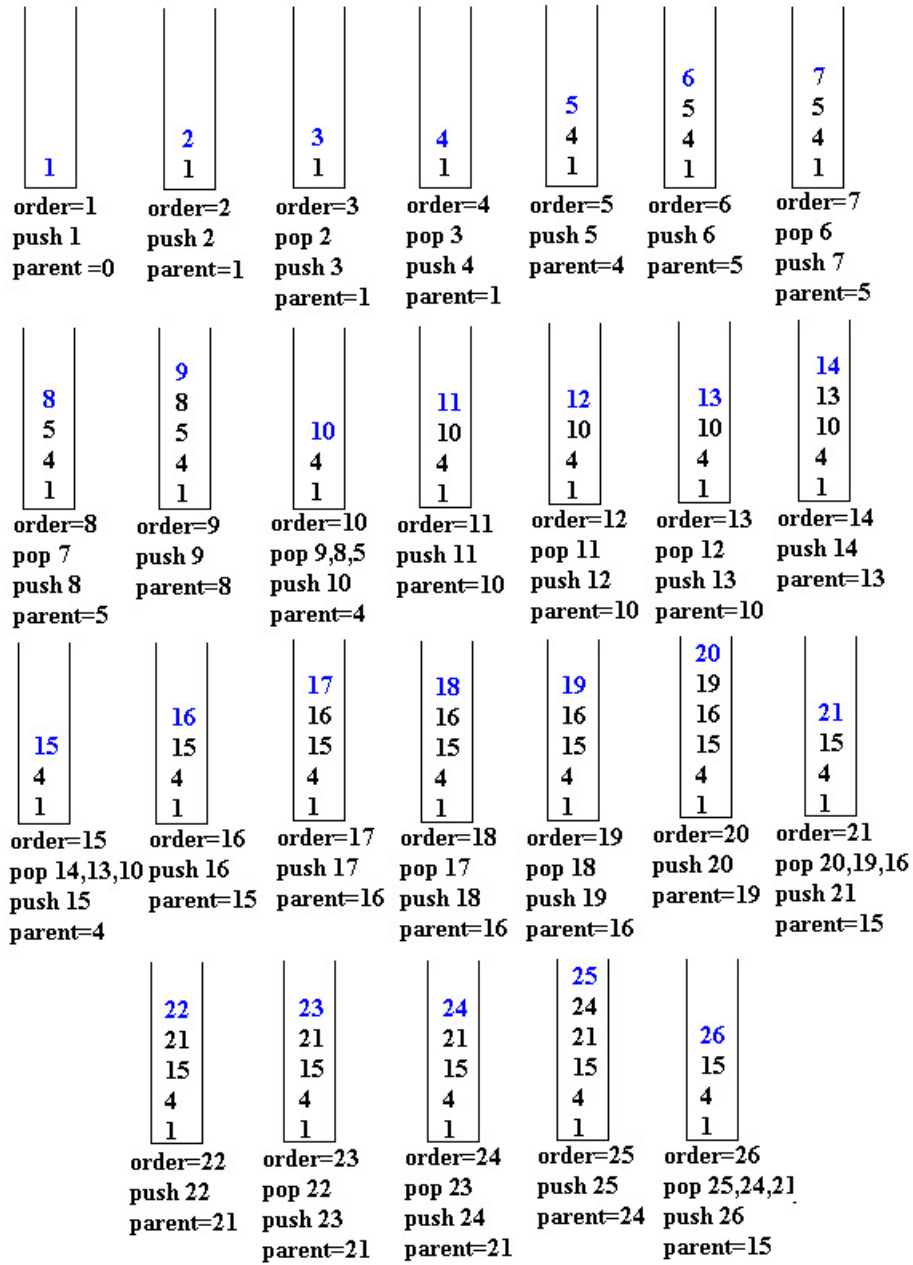 1
2
1
3
1
4
1
5
4
1
6
5
4
1
7
5
4
1
order=1
push 1
parent =0
order=2
push 2
parent=1
order=3
pop 2
push 3
parent=1
order=4
pop 3
push 4
parent=1
order=5
push 5
parent=4
order=6
push 6
parent=5
order=7
pop 6
push 7
parent=5
8
5
4
1
9
8
5
4
1
10
4
1
11
10
4
1
12
10
4
1
13
10
4
1
14
13
10
4
1
order=8
pop 7
push 8
parent=5
order=9
push 9
parent=8
order=10
pop 9,8,5
push 10
parent=4
order=11
push 11
parent=10
order=12
pop 11
push 12
parent=10
order=13
pop 12
push 13
parent=10
order=14
push 14
parent=13
15
4
1
16
15
4
1
17
16
15
4
1
18
16
15
4
1
19
16
15
4
1
20
19
16
15
4
1
21
15
4
1
order=15
pop 14,13,10
push 15
parent=4
order=16
push 16
parent=15
order=17
push 17
parent=16
order=18
pop 17
push 18
parent=16
order=19
pop 18
push 19
parent=16
order=20
push 20
parent=19
order=21
pop 20,19,16
push 21
parent=15
22
21
15
4
1
23
21
15
4
1
24
21
15
4
1
25
24
21
15
4
1
26
15
4
1
order=22
push 22
parent=21
order=23
pop 22
push 23
parent=21
order=24
pop 23
push 24
parent=21
order=25
push 25
parent=24
order=26
pop 25,24,21
push 26
parent=15